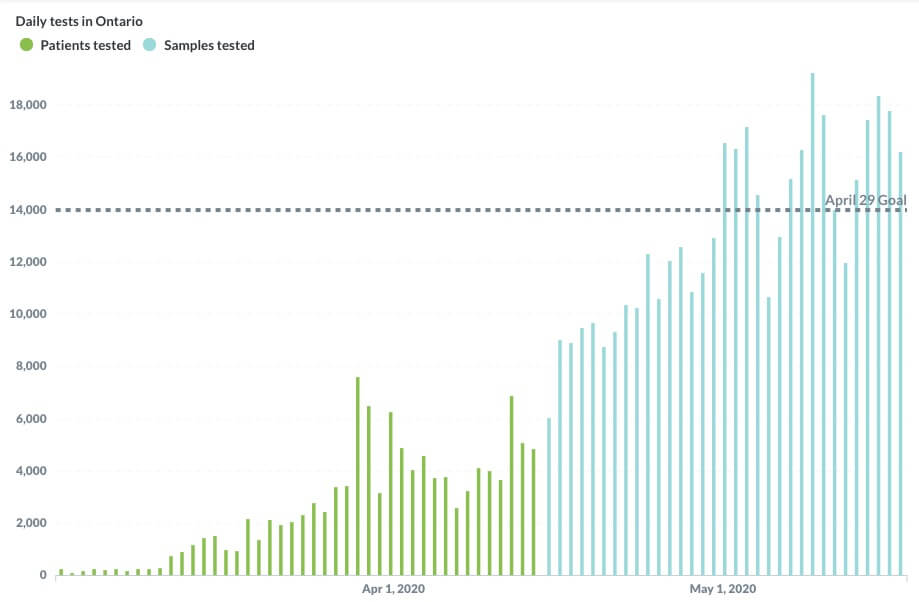 Daily tests in Ontario
Patients tested Samples tested
18,000
16,000
April 29 Goal
14,000
12,000
10,000
8,000
6,000
4,000
2,000
0
Apr 1, 2020 May 1, 2020